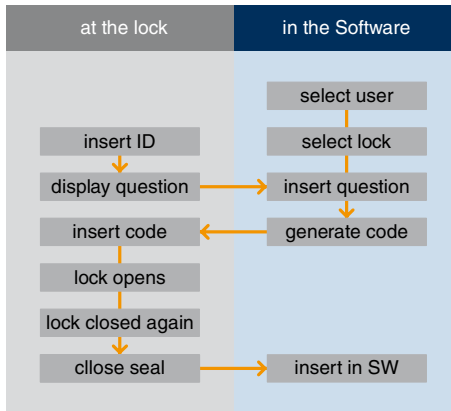 at the lock
in the Software
select user
insert ID
select lock
display question
insert question
insert code
generate code
lock opens
lock closed again
cllose seal
insert in SW